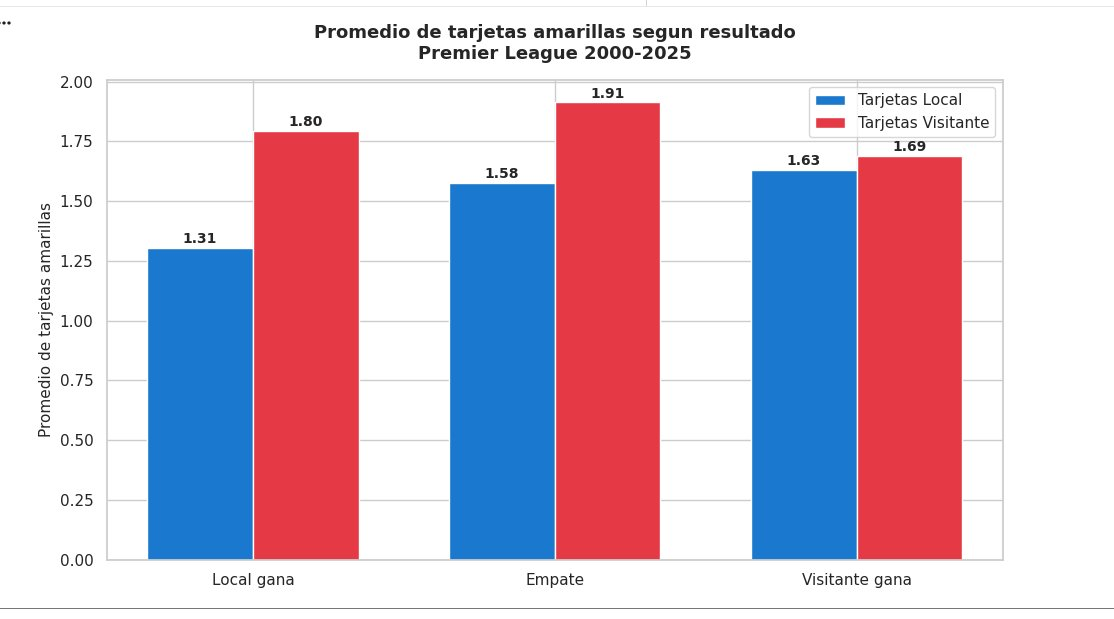 ...
Promedio de tarjetas amarillas segun resultado
Premier League 2000-2025
Promedio de tarjetas amarillas
2.00
1.75
1.50
1.25
1.00
0.75
0.50
0.25
0.00
Tarjetas Local
Tarjetas Visitante
1.31
1.80
1.58
1.91
1.63
1.69
Local gana
Empate
Visitante gana